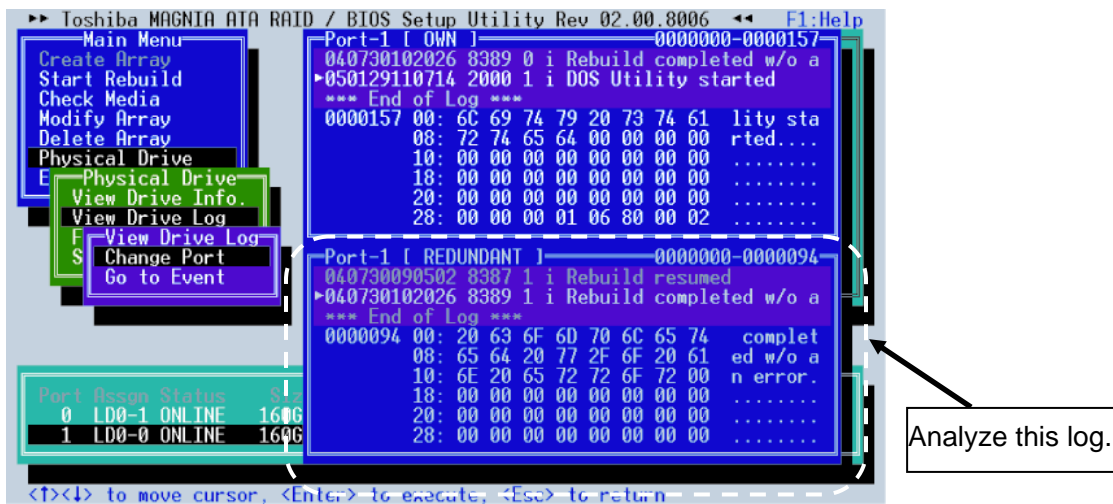 ►► Toshiba MAGNIA ATA RAID / BIOS Setup Utility Rev 02.00.8006 ◄◄ F1:Help
Main Menu
Create Array
Start Rebuild
Check Media
Modify Array
Delete Array
Physical Drive
E
Physical Drive
View Drive Info.
View Drive Log
F
S
View Drive Log
Change Port
Go to Event
Port-1 [ OWN ] 0000000-0000157
040730102026 8389 0 i Rebuild completed w/o a
►050129110714 2000 1 i DOS Utility started
*** End of Log ***
0000157 00: 6C 69 74 79 20 73 74 61 lity sta
08: 72 74 65 64 00 00 00 00 rted....
10: 00 00 00 00 00 00 00 00 ........
18: 00 00 00 00 00 00 00 00 ........
20: 00 00 00 00 00 00 00 00 ........
28: 00 00 00 01 06 80 00 02 ........
Port-1 [ REDUNDANT ] 0000000-0000094
040730090502 8387 1 i Rebuild resumed
►040730102026 8389 1 i Rebuild completed w/o a
*** End of Log ***
0000094 00: 20 63 6F 6D 70 6C 65 74 complet
08: 65 64 20 77 2F 6F 20 61 ed w/o a
10: 6E 20 65 72 72 6F 72 00 n error.
18: 00 00 00 00 00 00 00 00 ........
20: 00 00 00 00 00 00 00 00 ........
28: 00 00 00 00 00 00 00 00 ........
Port Assgn Status Siz
0 LD0-1 ONLINE 160G
1 LD0-0 ONLINE 160G
Analyze this log.
<↑><↓> to move cursor, <Enter> to execute, <Esc> to return